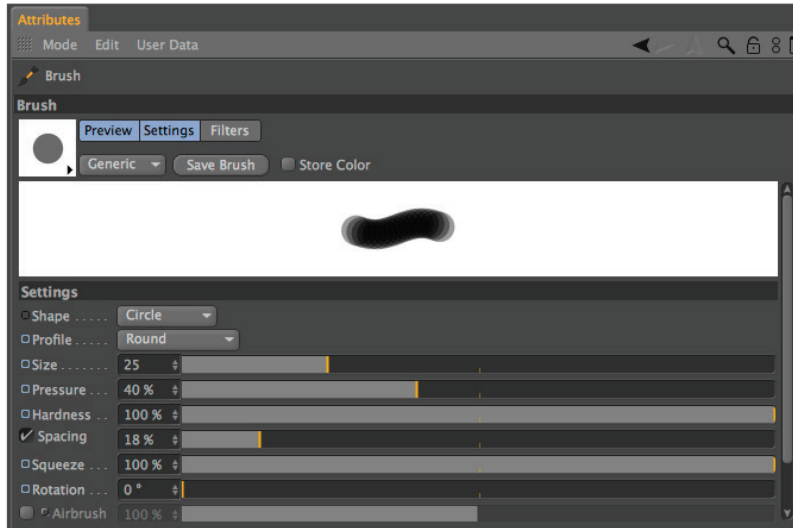 Attributes
Mode Edit User Data
Brush
Brush
Preview Settings Filters
Generic Save Brush Store Color
Settings
Shape ..... Circle
Profile ..... Round
Size ....... 25
Pressure ... 40 %
Hardness .. 100 %
Spacing 18 %
Squeeze ... 100 %
Rotation ... 0 °
Airbrush 100 %